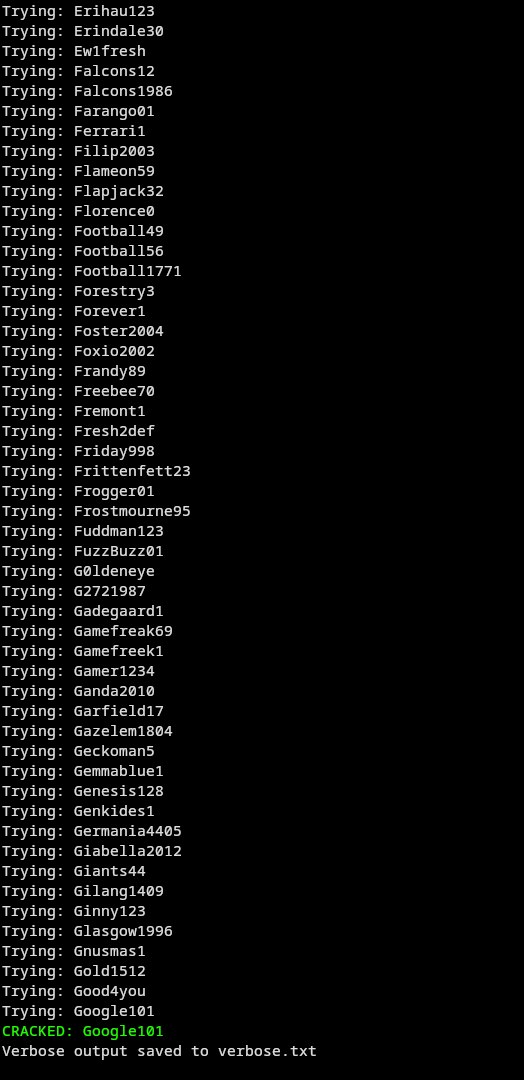 Trying: Erihau123
Trying: Erindale30
Trying: Ew1fresh
Trying: Falcons12
Trying: Falcons1986
Trying: Farango01
Trying: Ferrari1
Trying: Filip2003
Trying: Flameon59
Trying: Flapjack32
Trying: Florence0
Trying: Football49
Trying: Football56
Trying: Football1771
Trying: Forestry3
Trying: Forever1
Trying: Foster2004
Trying: Foxio2002
Trying: Frandy89
Trying: Freebee70
Trying: Fremont1
Trying: Fresh2def
Trying: Friday998
Trying: Frittenfett23
Trying: Frogger01
Trying: Frostmourne95
Trying: Fuddman123
Trying: FuzzBuzz01
Trying: G0ldeneye
Trying: G2721987
Trying: Gadegaard1
Trying: Gamefreak69
Trying: Gamefreek1
Trying: Gamer1234
Trying: Ganda2010
Trying: Garfield17
Trying: Gazelem1804
Trying: Geckoman5
Trying: Gemmablue1
Trying: Genesis128
Trying: Genkides1
Trying: Germania4405
Trying: Giabella2012
Trying: Giants44
Trying: Gilang1409
Trying: Ginny123
Trying: Glasgow1996
Trying: Gnusmas1
Trying: Gold1512
Trying: Good4you
Trying: Google101
CRACKED: Google101
Verbose output saved to verbose.txt